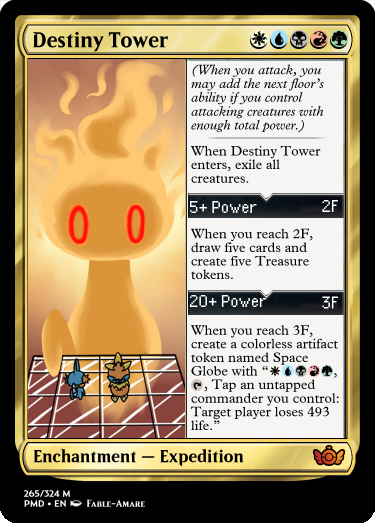 Destiny Tower
(When you attack, you
may add the next floor's
ability if you control
attacking creatures with
enough total power.)
When Destiny Tower
enters, exile all
creatures.
5+ Power 2F
When you reach 2F,
draw five cards and
create five Treasure
tokens.
20+ Power 3F
When you reach 3F,
create a colorless artifact
token named Space
Globe with “
, Tap an untapped
commander you control:
Target player loses 493
life.”
Enchantment — Expedition
265/324 M
PMD • EN Fable-Amare